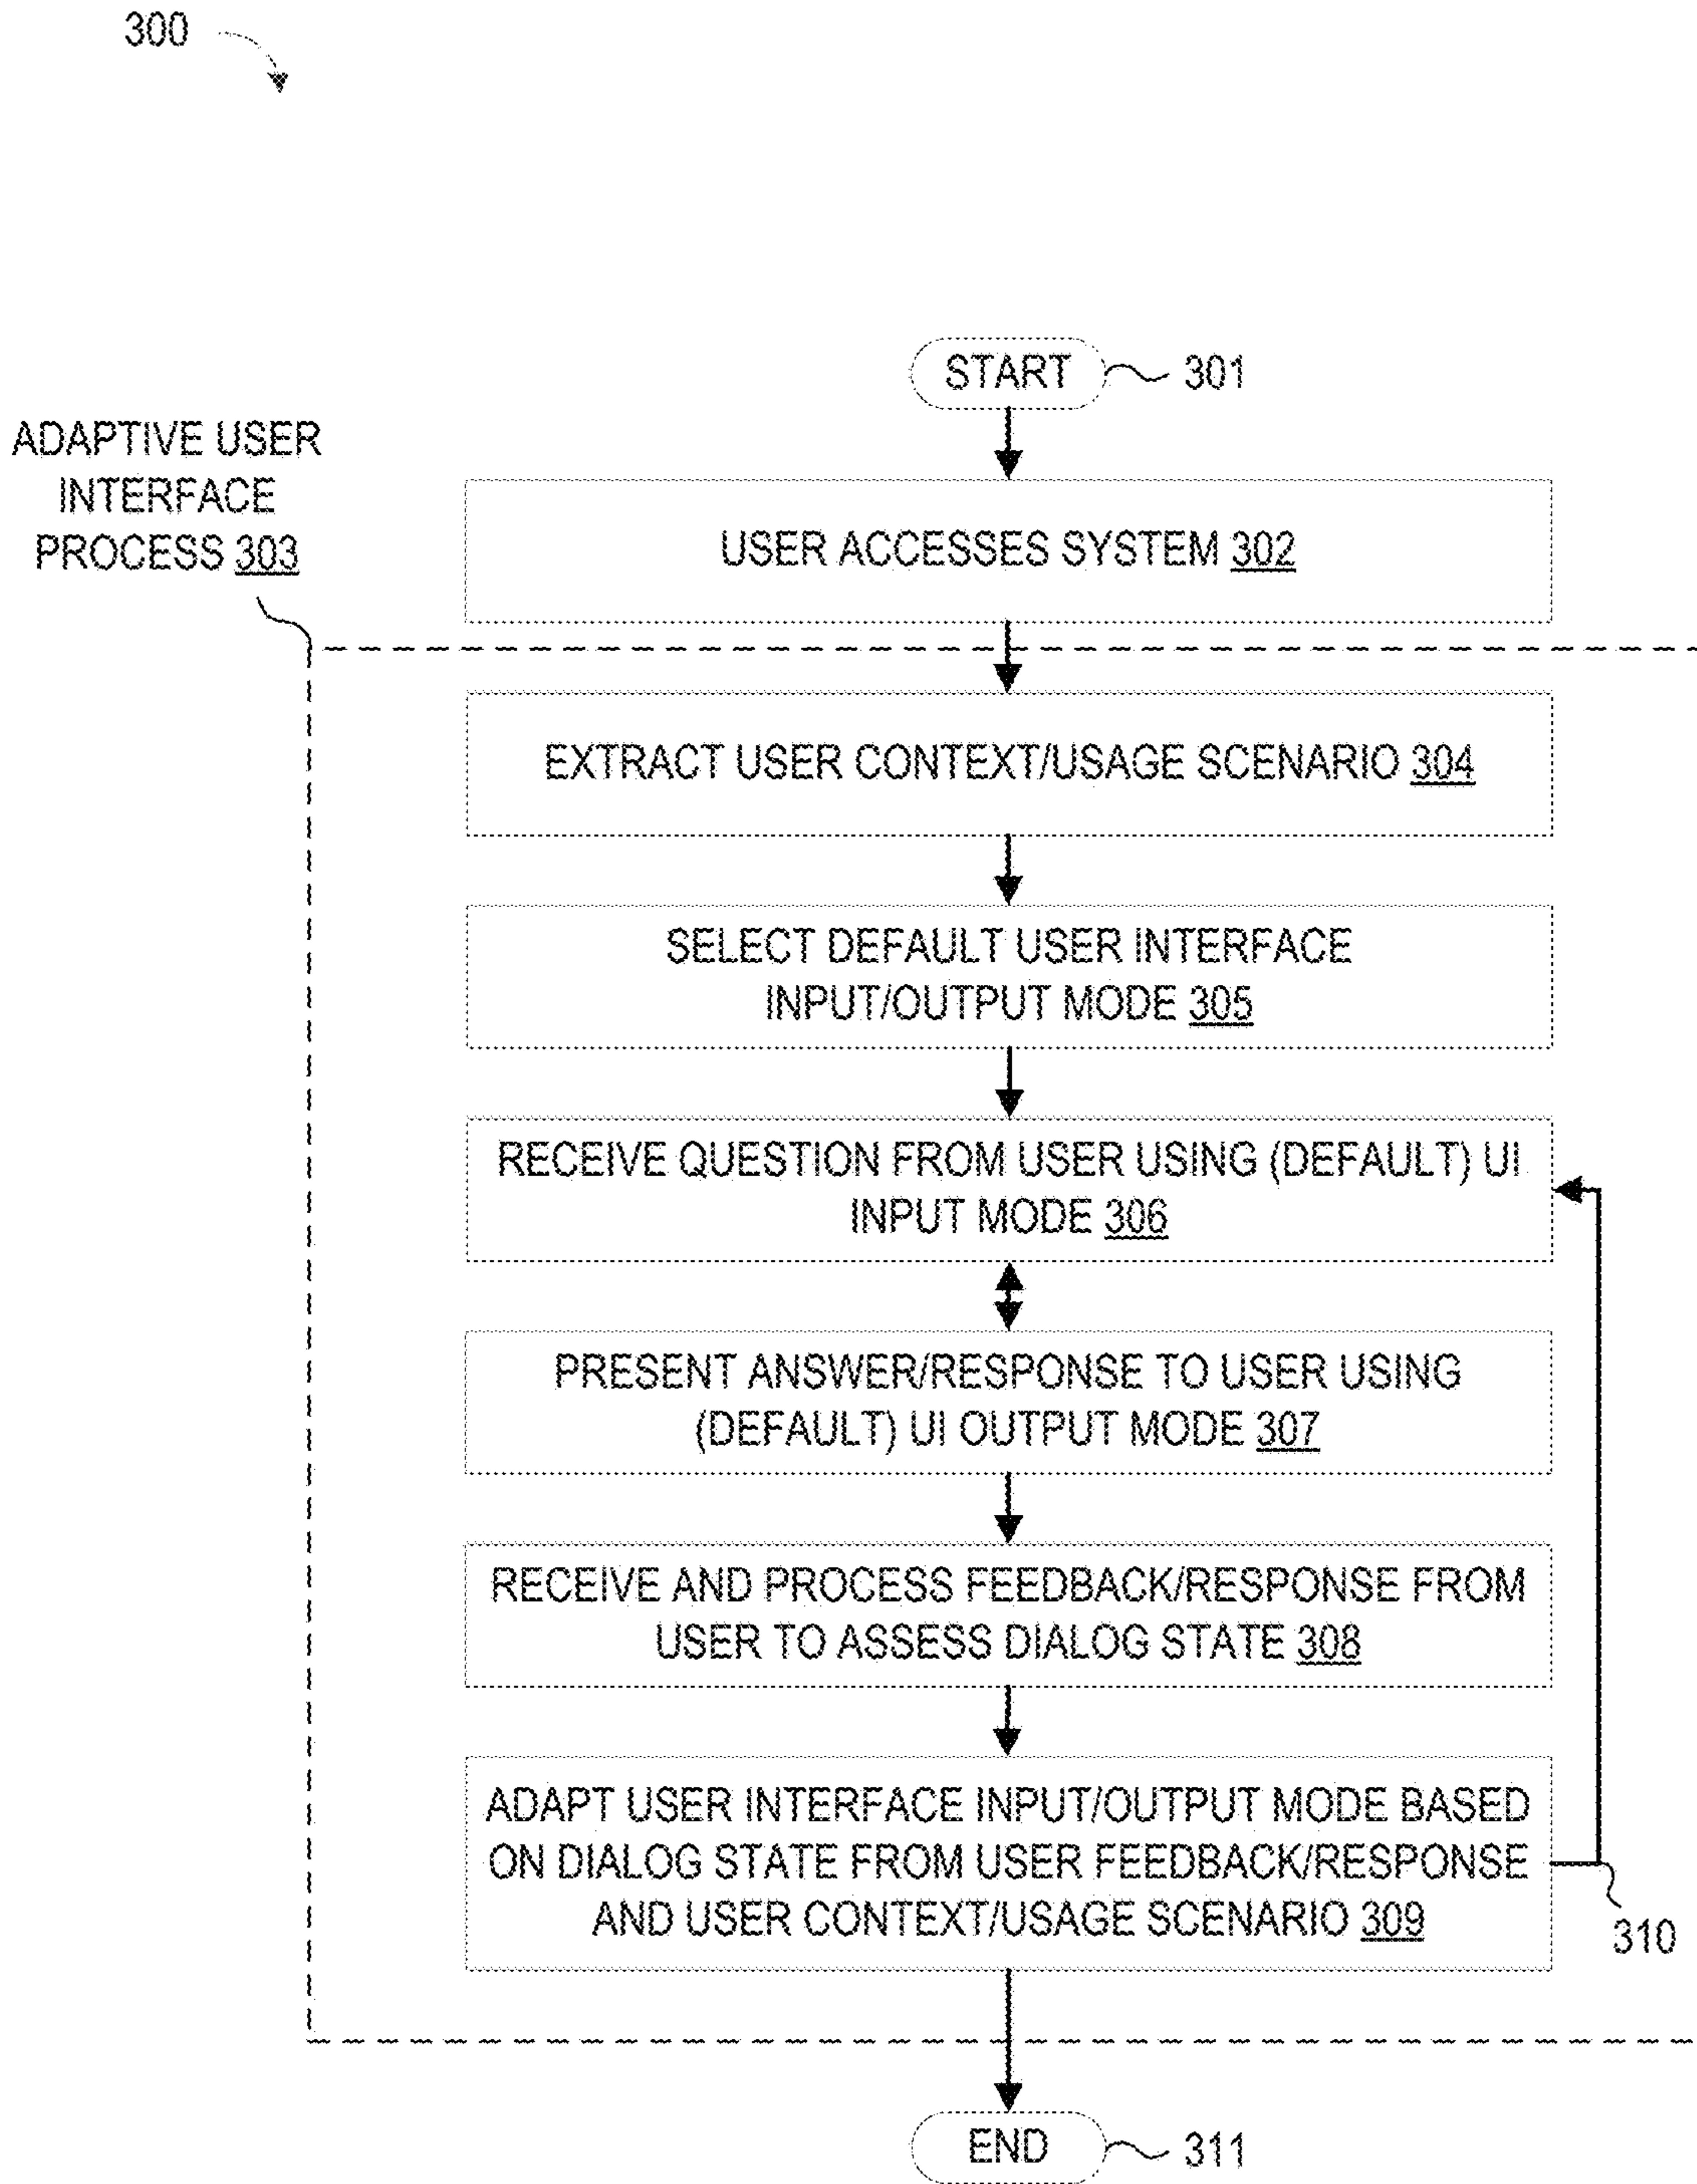 300
START 301
ADAPTIVE USER
INTERFACE
PROCESS 303
USER ACCESSES SYSTEM 302
EXTRACT USER CONTEXT/USAGE SCENARIO 304
SELECT DEFAULT USER INTERFACE
INPUT/OUTPUT MODE 305
RECEIVE QUESTION FROM USER USING (DEFAULT) UI
INPUT MODE 306
PRESENT ANSWER/RESPONSE TO USER USING
(DEFAULT) UI OUTPUT MODE 307
RECEIVE AND PROCESS FEEDBACK/RESPONSE FROM
USER TO ASSESS DIALOG STATE 308
ADAPT USER INTERFACE INPUT/OUTPUT MODE BASED
ON DIALOG STATE FROM USER FEEDBACK/RESPONSE
AND USER CONTEXT/USAGE SCENARIO 309
310
END 311